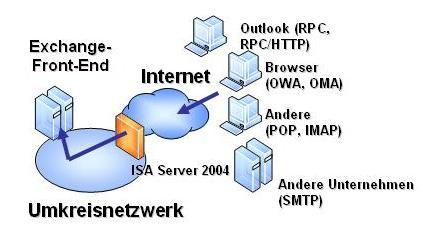 Exchange-
Front-End
Internet
Outlook (RPC,
RPC/HTTP)
Browser
(OWA, OMA)
Andere
(POP, IMAP)
ISA Server 2004
Andere Unternehmen
(SMTP)
Umkreisnetzwerk